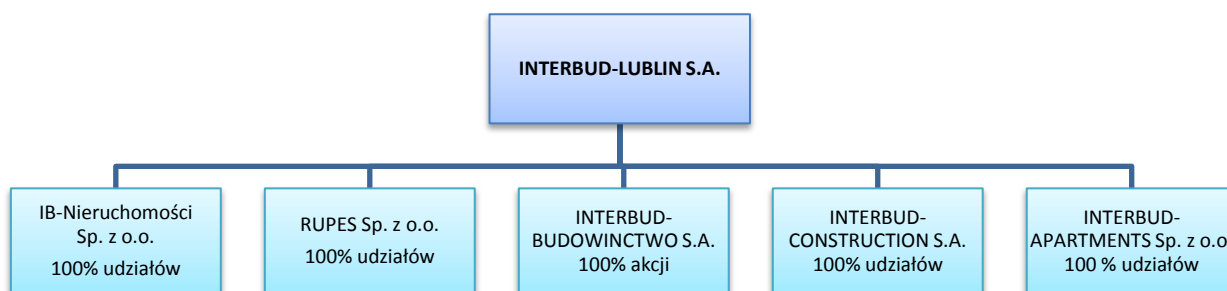 INTERBUD-LUBLIN S.A.
IB-Nieruchomości
Sp. z o.o.
100% udziałów
RUPES Sp. z o.o.
100% udziałów
INTERBUD-
BUDOWINCTWO S.A.
100% akcji
INTERBUD-
CONSTRUCTION S.A.
100% udziałów
INTERBUD-
APARTMENTS Sp. z o.o
100 % udziałów